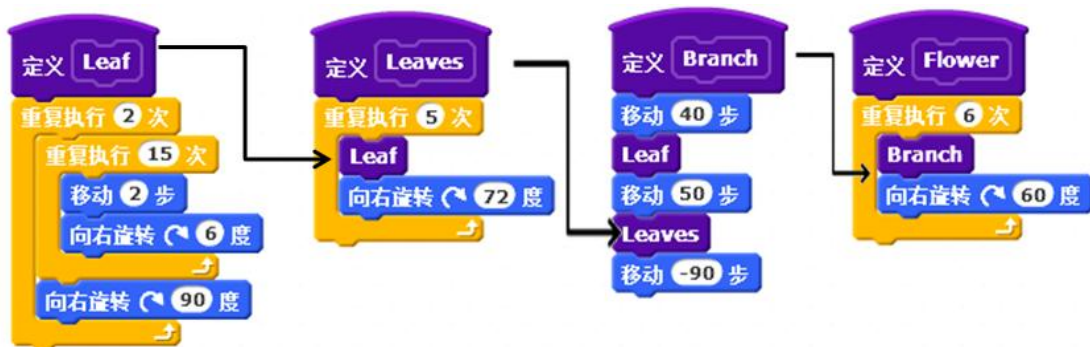 定义 Leaf
重复执行 2 次
重复执行 15 次
移动 2 步
向右旋转 6 度
向右旋转 90 度
定义 Leaves
重复执行 5 次
Leaf
向右旋转 72 度
定义 Branch
移动 40 步
Leaf
移动 50 步
Leaves
移动 -90 步
定义 Flower
重复执行 6 次
Branch
向右旋转 60 度